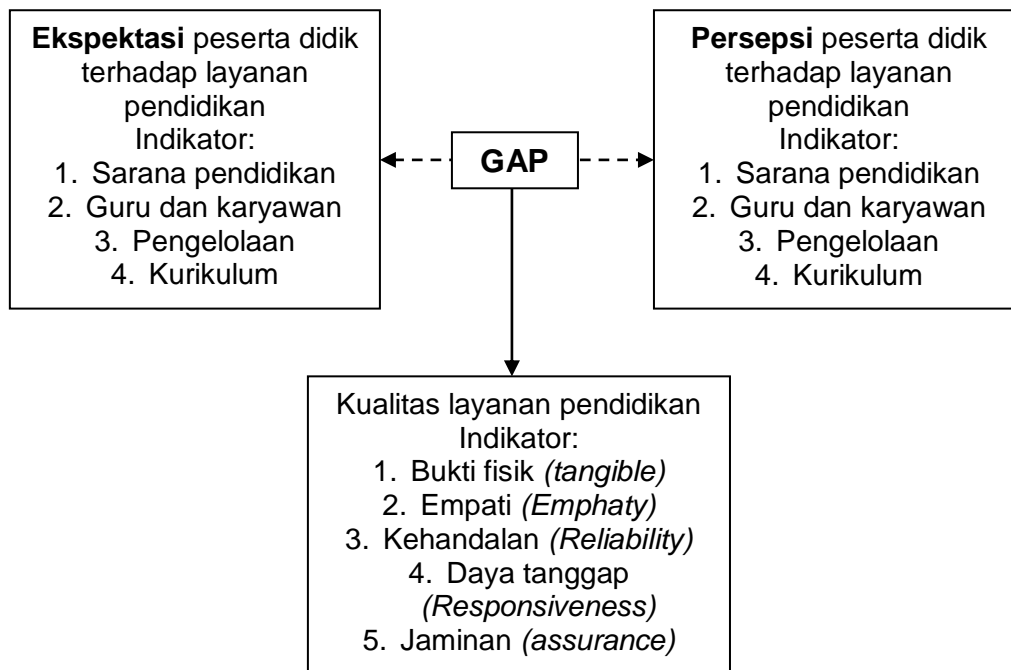 Ekspektasi peserta didik
terhadap layanan
pendidikan
Indikator:
1. Sarana pendidikan
2. Guru dan karyawan
3. Pengelolaan
4. Kurikulum
GAP
Persepsi peserta didik
terhadap layanan
pendidikan
Indikator:
1. Sarana pendidikan
2. Guru dan karyawan
3. Pengelolaan
4. Kurikulum
Kualitas layanan pendidikan
Indikator:
1. Bukti fisik (tangible)
2. Empati (Emphaty)
3. Kehandalan (Reliability)
4. Daya tanggap
(Responsiveness)
5. Jaminan (assurance)